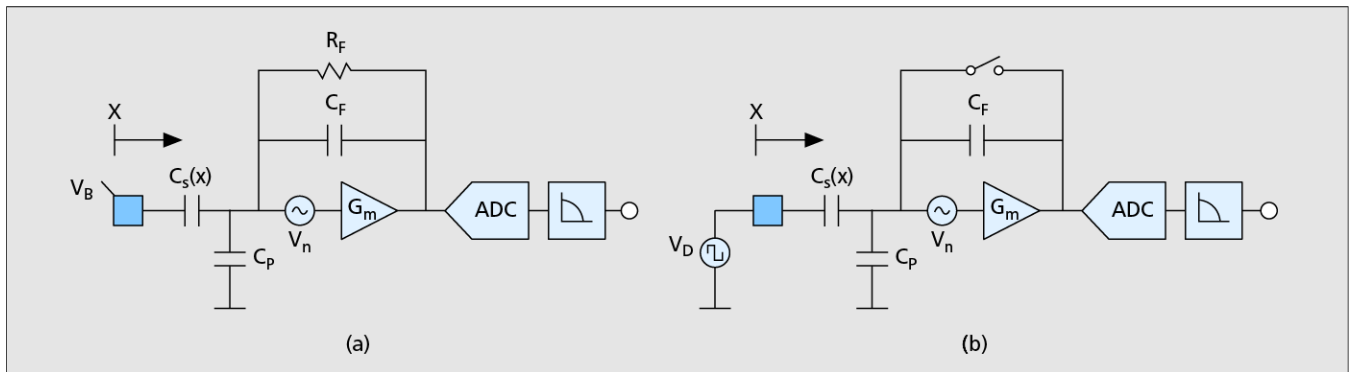 R_F
C_F
X
C_s(x)
V_B
G_m
ADC
V_n
C_P
(a)
C_F
X
C_s(x)
G_m
ADC
V_n
V_D
C_P
(b)